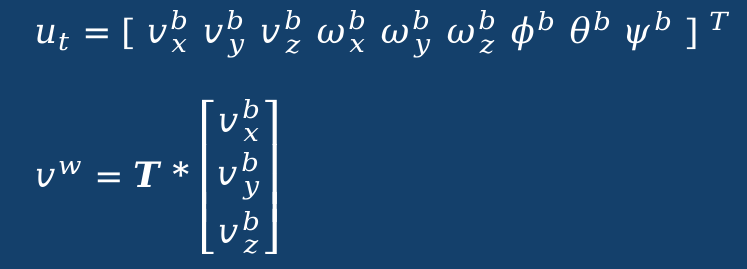 u_t = [ v_x^b v_y^b v_z^b ω_x^b ω_y^b ω_z^b ϕ^b θ^b ψ^b ]^T
v^w = T * [ v_x^b
v_y^b
v_z^b ]